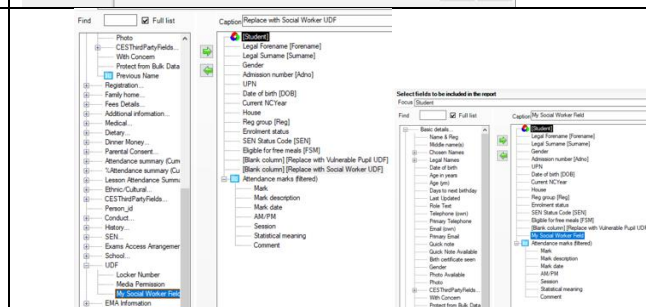 Find Full list
Photo
CESThirdPartyFields...
With Concern
Protect from Bulk Data
Previous Name
Registration...
Family home...
Fees Details...
Additional information...
Medical...
Dietary...
Dinner Money...
Parental Consent...
Attendance summary (Curr
%Attendance summary (Cu
Lesson Attendance Summa
Ethnic/Cultural...
CESThirdPartyFields...
Person_id
Conduct...
History...
SEN...
Exams Access Arrangemer
School...
UDF
Locker Number
Media Permission
My Social Worker Field
EMA Information
Caption Replace with Social Worker UDF
[Student]
Legal Forename [Forename]
Legal Surname [Surname]
Gender
Admission number [Adno]
UPN
Date of birth [DOB]
Current NCYear
House
Reg group [Reg]
Enrolment status
SEN Status Code [SEN]
Eligible for free meals [FSM]
[Blank column] [Replace with Vulnerable Pupil UDF]
[Blank column] [Replace with Social Worker UDF]
Attendance marks (filtered)
Mark
Mark description
Mark date
AM/PM
Session
Statistical meaning
Comment
Select fields to be included in the report
Focus Student
Find Full list
Basic details...
Name & Reg
Middle name(s)
Chosen Names
Legal Names
Date of birth
Age in years
Age (ym)
Days to next birthday
Last Updated
Role Text
Telephone (own)
Primary Telephone
Email (own)
Primary Email
Quick note
Quick Note Available
Birth certificate seen
Gender
Photo Available
Photo
CESThirdPartyFields...
With Concern
Protect from Bulk Data
Caption My Social Worker Field
[Student]
Legal Forename [Forename]
Legal Surname [Surname]
Gender
Admission number [Adno]
UPN
Date of birth [DOB]
Current NCYear
House
Reg group [Reg]
Enrolment status
SEN Status Code [SEN]
Eligible for free meals [FSM]
[Blank column] [Replace with Vulnerable Pupil UDF]
My Social Worker Field
Attendance marks (filtered)
Mark
Mark description
Mark date
AM/PM
Session
Statistical meaning
Comment